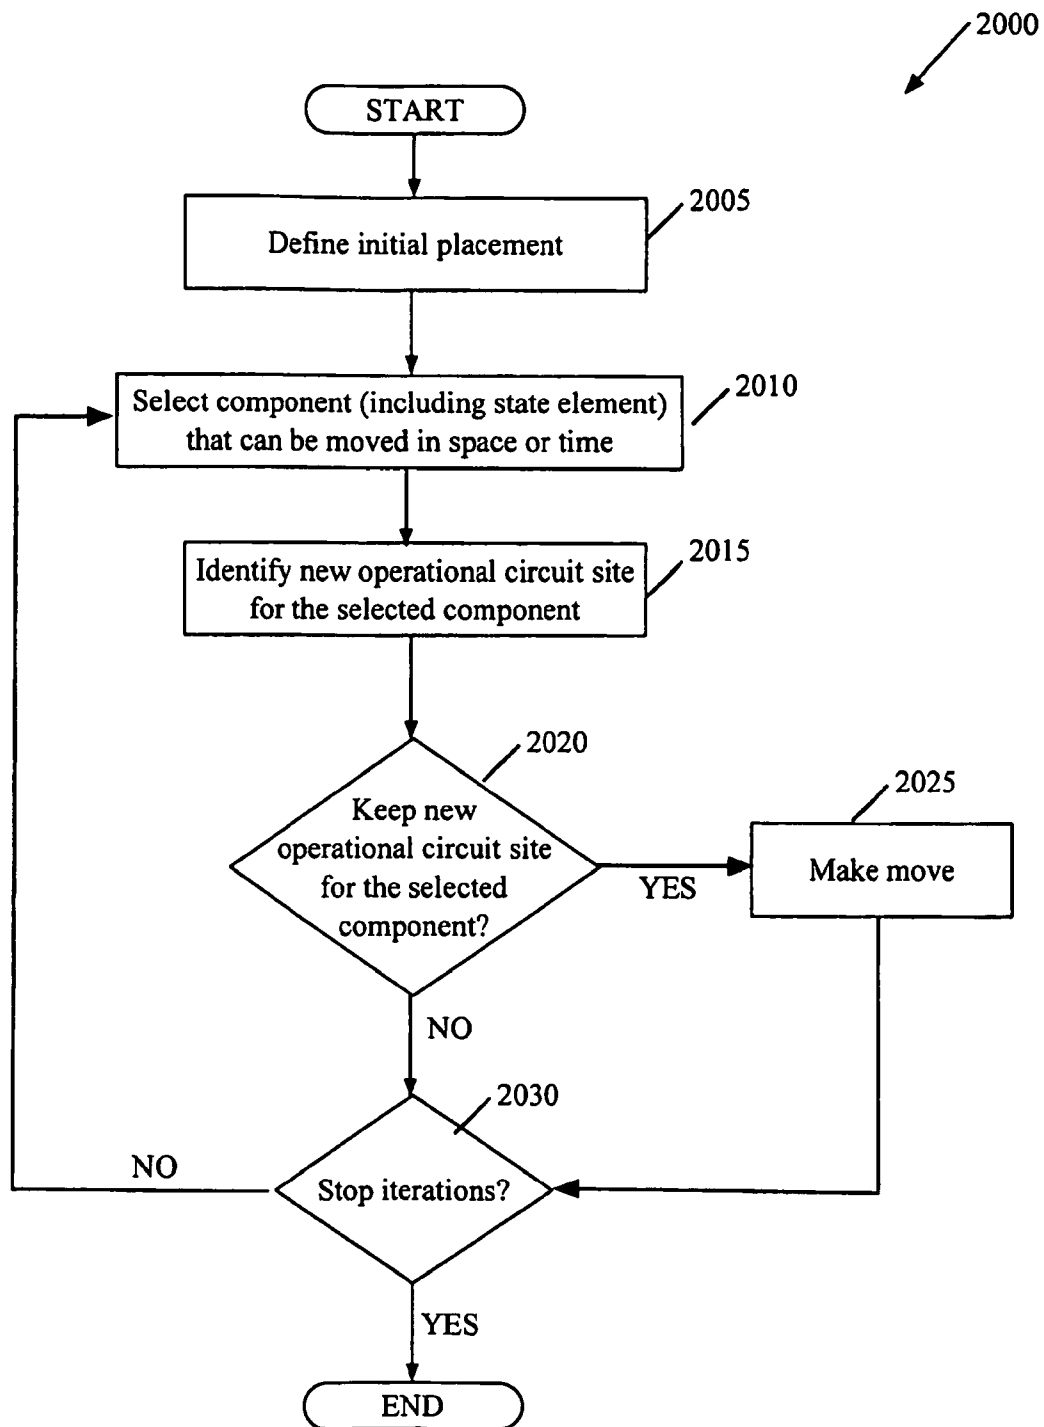 2000
START
2005
Define initial placement
2010
Select component (including state element)
that can be moved in space or time
2015
Identify new operational circuit site
for the selected component
2020
Keep new
operational circuit site
for the selected
component?
2025
Make move
YES
NO
2030
Stop iterations?
NO
YES
END